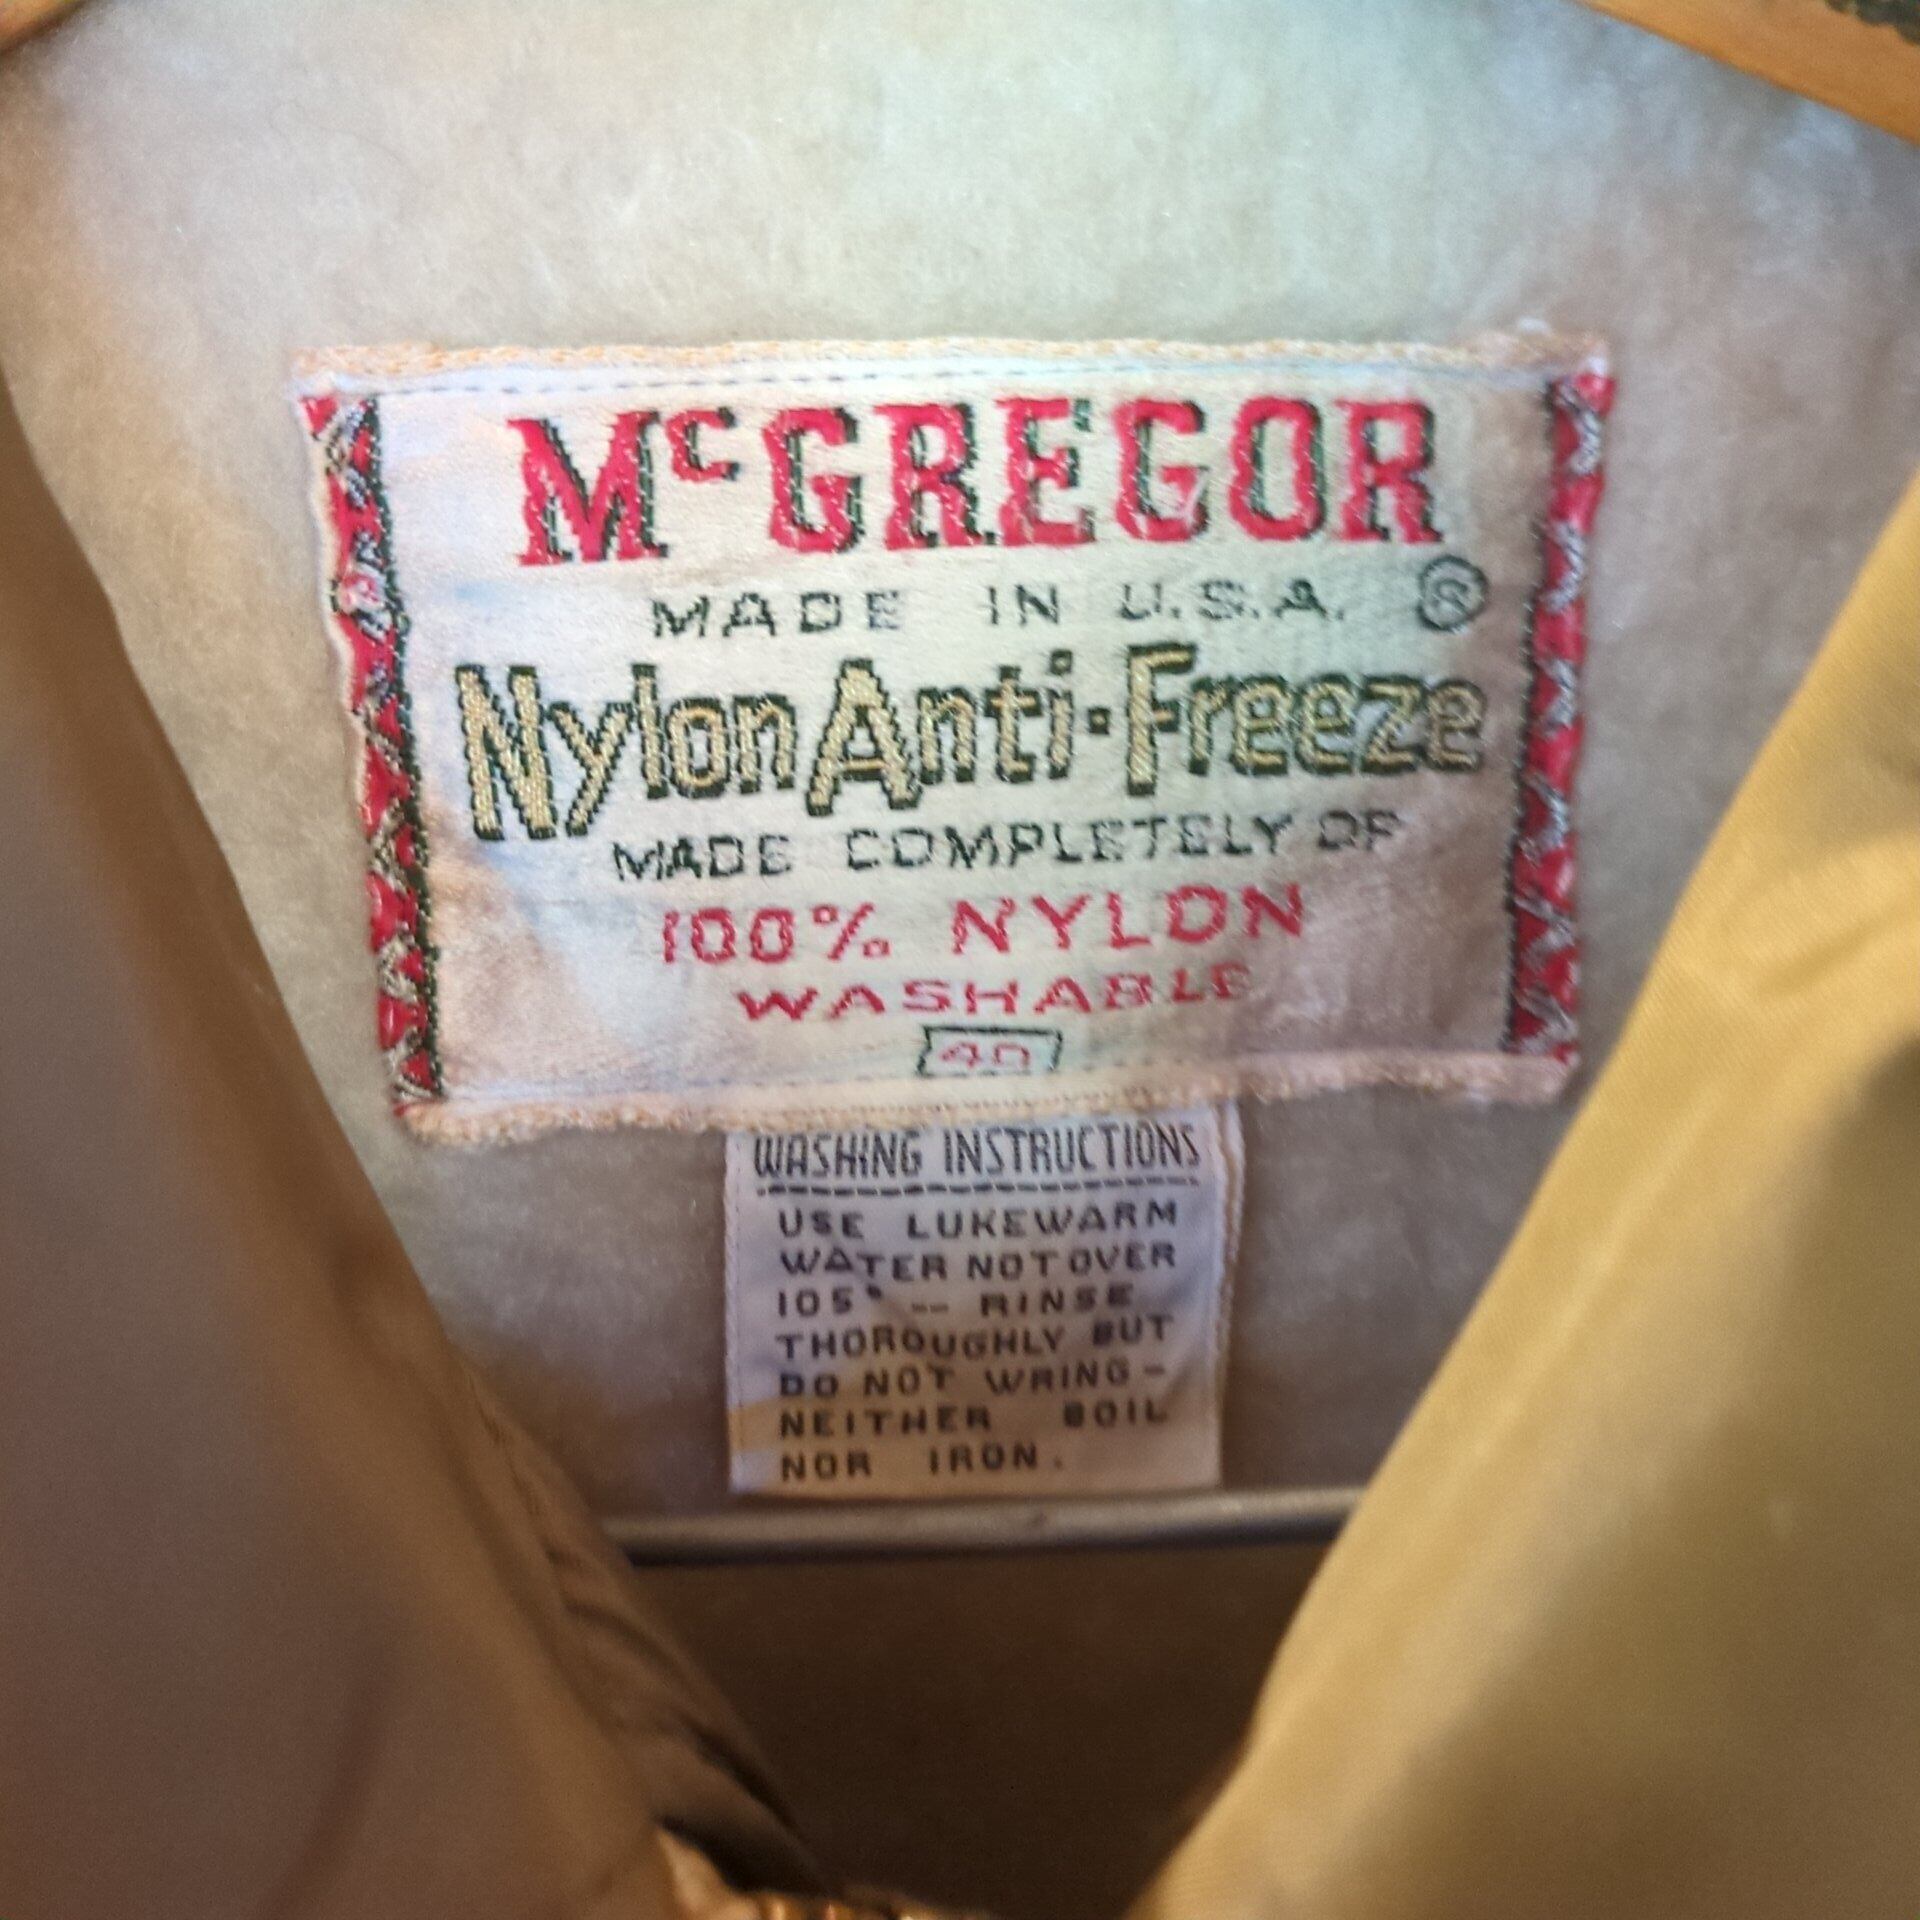 McGREGOR
MADE IN U.S.A. ®
Nylon Anti-Freeze
MADE COMPLETELY OF
100% NYLON
WASHABLE
40
WASHING INSTRUCTIONS
USE LUKEWARM
WATER NOT OVER
105° -- RINSE
THOROUGHLY BUT
DO NOT WRING -
NEITHER BOIL
NOR IRON.